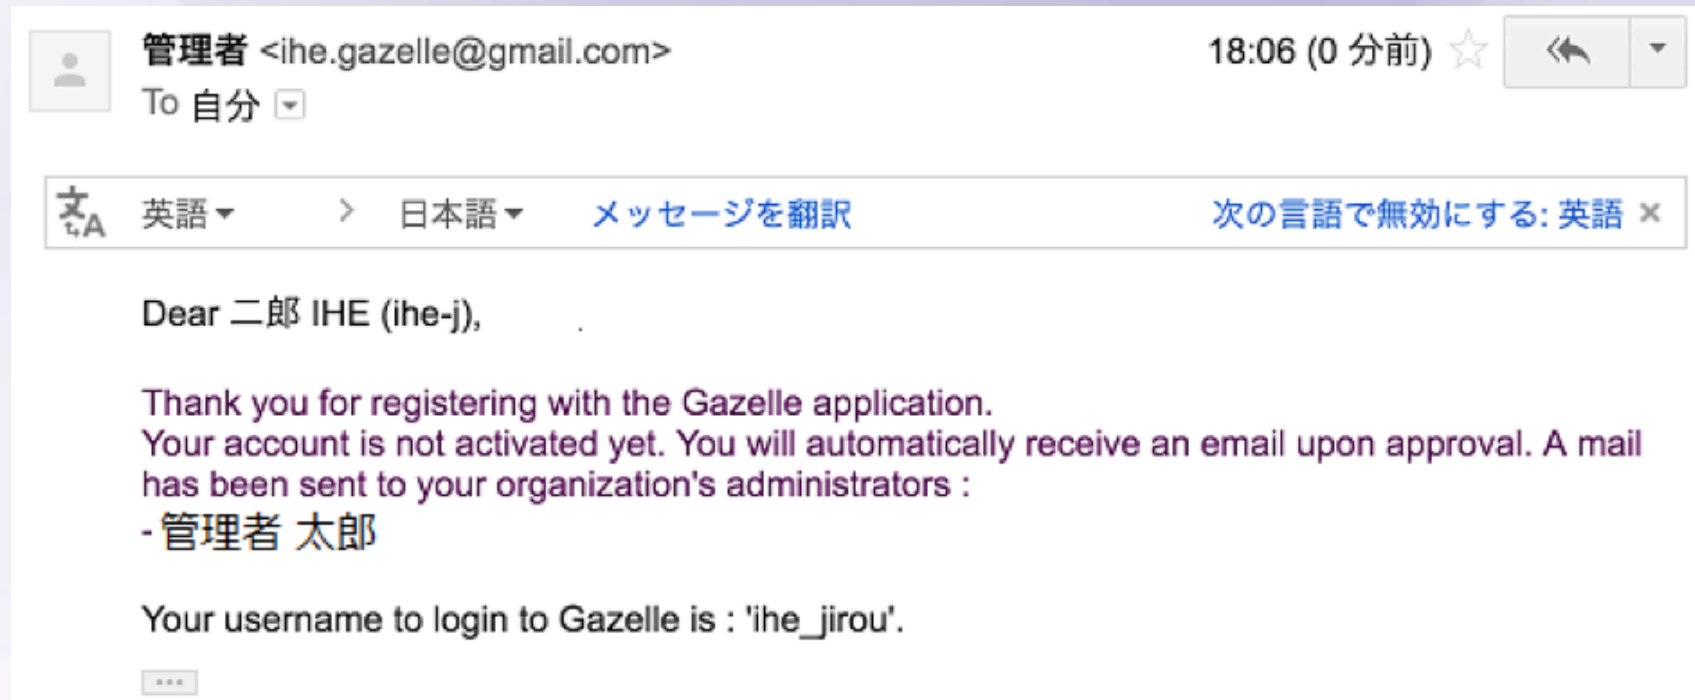 管理者 <ihe.gazelle@gmail.com> 18:06 (0 分前)
To 自分
文A 英語 > 日本語 メッセージを翻訳 次の言語で無効にする: 英語 ×
Dear 二郎 IHE (ihe-j),
Thank you for registering with the Gazelle application.
Your account is not activated yet. You will automatically receive an email upon approval. A mail
has been sent to your organization's administrators :
- 管理者 太郎
Your username to login to Gazelle is : 'ihe_jirou'.